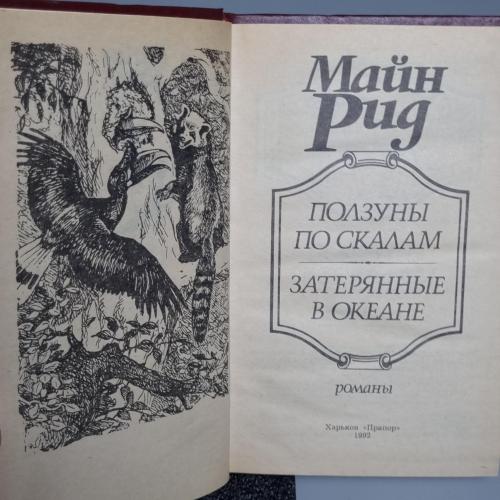 Майн
Рид
ПОЛЗУНЫ
ПО СКАЛАМ
ЗАТЕРЯННЫЕ
В ОКЕАНЕ
романы
Харьков «Прапор»
1992